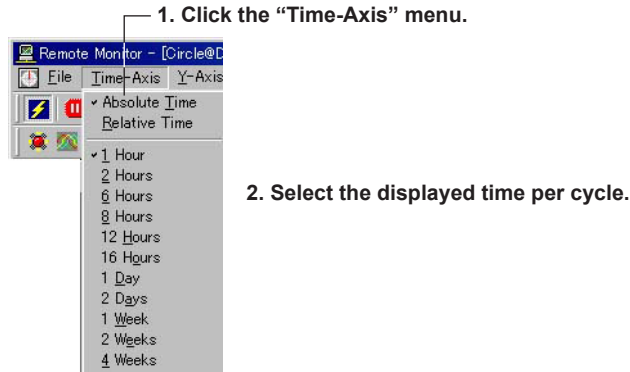 1. Click the “Time-Axis” menu.
Remote Monitor - [Circle@D
File Time-Axis Y-Axis
Absolute Time
Relative Time
1 Hour
2 Hours
6 Hours
8 Hours
12 Hours
16 Hours
1 Day
2 Days
1 Week
2 Weeks
4 Weeks
2. Select the displayed time per cycle.